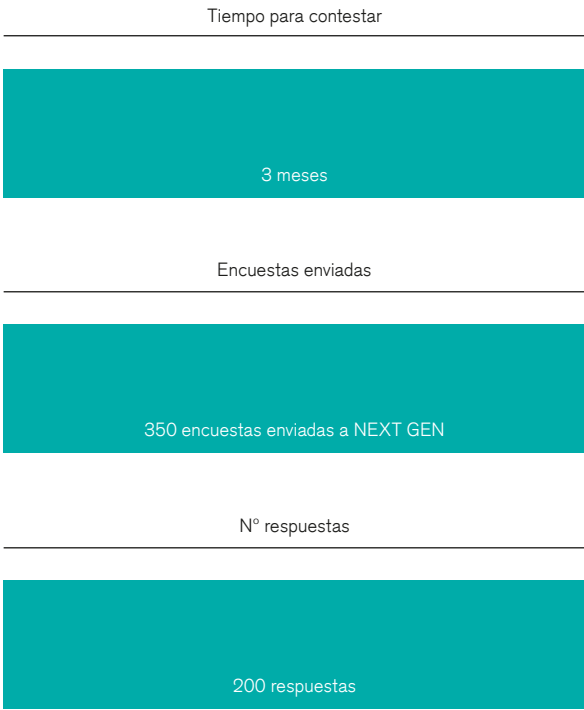 Tiempo para contestar
3 meses
Encuestas enviadas
350 encuestas enviadas a NEXT GEN
Nº respuestas
200 respuestas